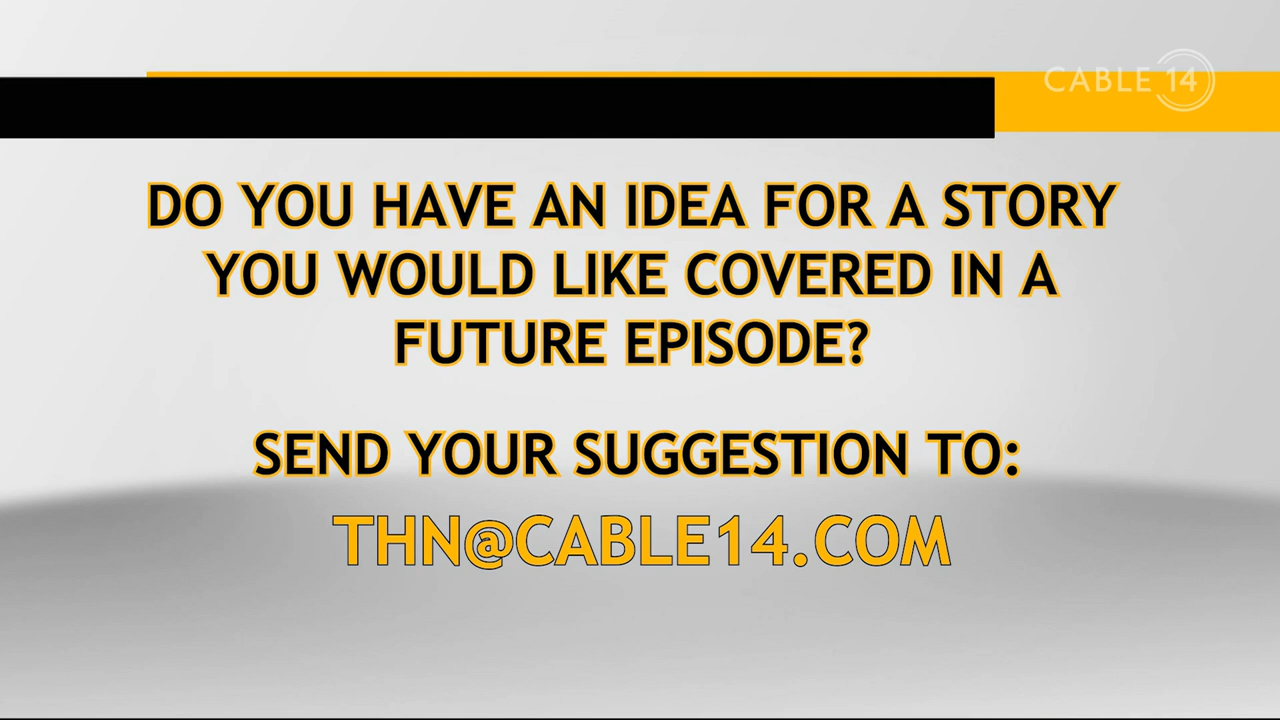 CABLE 14
DO YOU HAVE AN IDEA FOR A STORY
YOU WOULD LIKE COVERED IN A
FUTURE EPISODE?
SEND YOUR SUGGESTION TO:
THN@CABLE14.COM